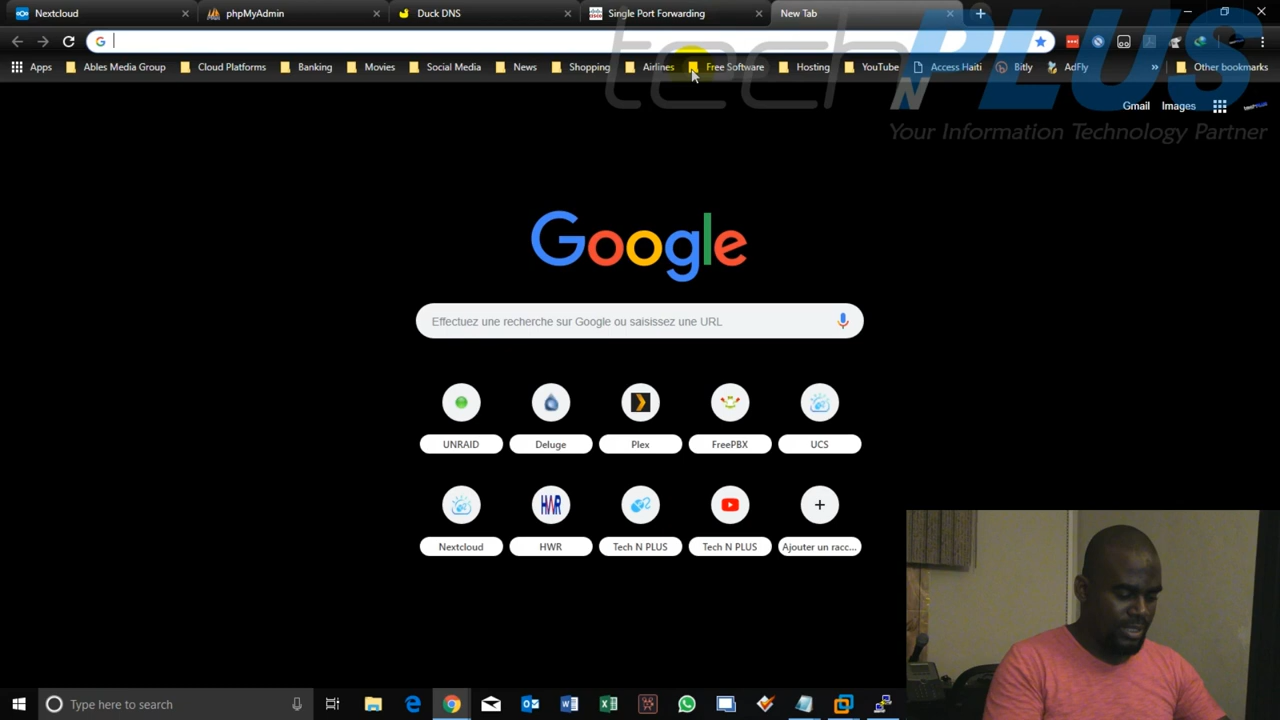 Nextcloud
phpMyAdmin
Duck DNS
Single Port Forwarding
New Tab
Apps
Ables Media Group
Cloud Platforms
Banking
Movies
Social Media
News
Shopping
Airlines
Free Software
Hosting
YouTube
Access Haiti
Bitly
AdFly
»
Other bookmarks
tech N PLUS
Your Information Technology Partner
Gmail
Images
Google
Effectuez une recherche sur Google ou saisissez une URL
UNRAID
Deluge
Plex
FreePBX
UCS
HWR
Nextcloud
HWR
Tech N PLUS
Tech N PLUS
Ajouter un racc...
Type here to search